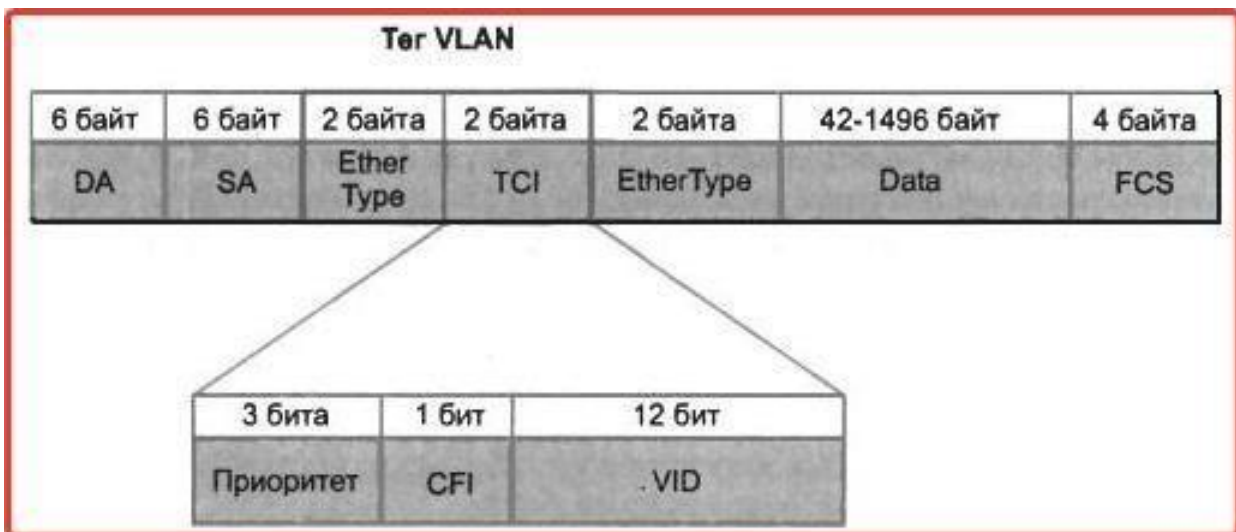 Тег VLAN
6 байт 6 байт 2 байта 2 байта 2 байта 42-1496 байт 4 байта
DA SA Ether Type TCI EtherType Data FCS
3 бита 1 бит 12 бит
Приоритет CFI . VID